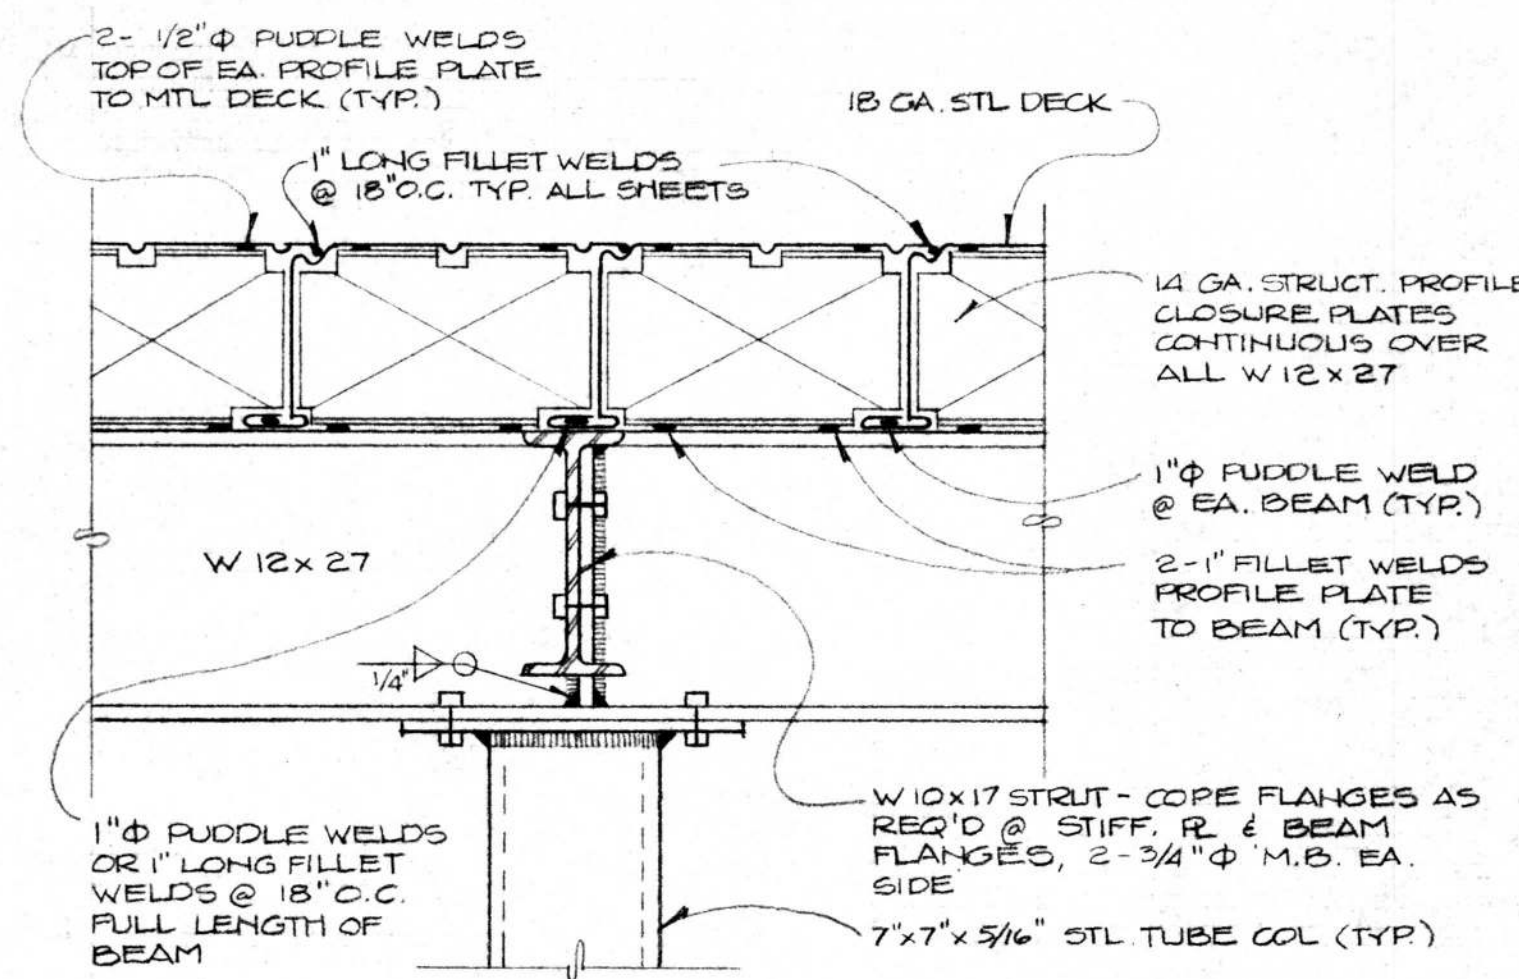 2- 1/2"Φ PUDDLE WELDS
TOP OF EA. PROFILE PLATE
TO MTL DECK (TYP.)
18 GA. STL DECK
1" LONG FILLET WELDS
@ 18" O.C. TYP. ALL SHEETS
14 GA. STRUCT. PROFILE
CLOSURE PLATES
CONTINUOUS OVER
ALL W 12 x 27
1"Φ PUDDLE WELD
@ EA. BEAM (TYP.)
W 12 x 27
2-1" FILLET WELDS
PROFILE PLATE
TO BEAM (TYP.)
1/4"
W 10 x 17 STRUT - COPE FLANGES AS
REQ'D @ STIFF. PL & BEAM
FLANGES, 2-3/4"Φ M.B. EA.
SIDE
1"Φ PUDDLE WELDS
OR 1" LONG FILLET
WELDS @ 18" O.C.
FULL LENGTH OF
BEAM
7"x7"x 5/16" STL. TUBE COL (TYP.)